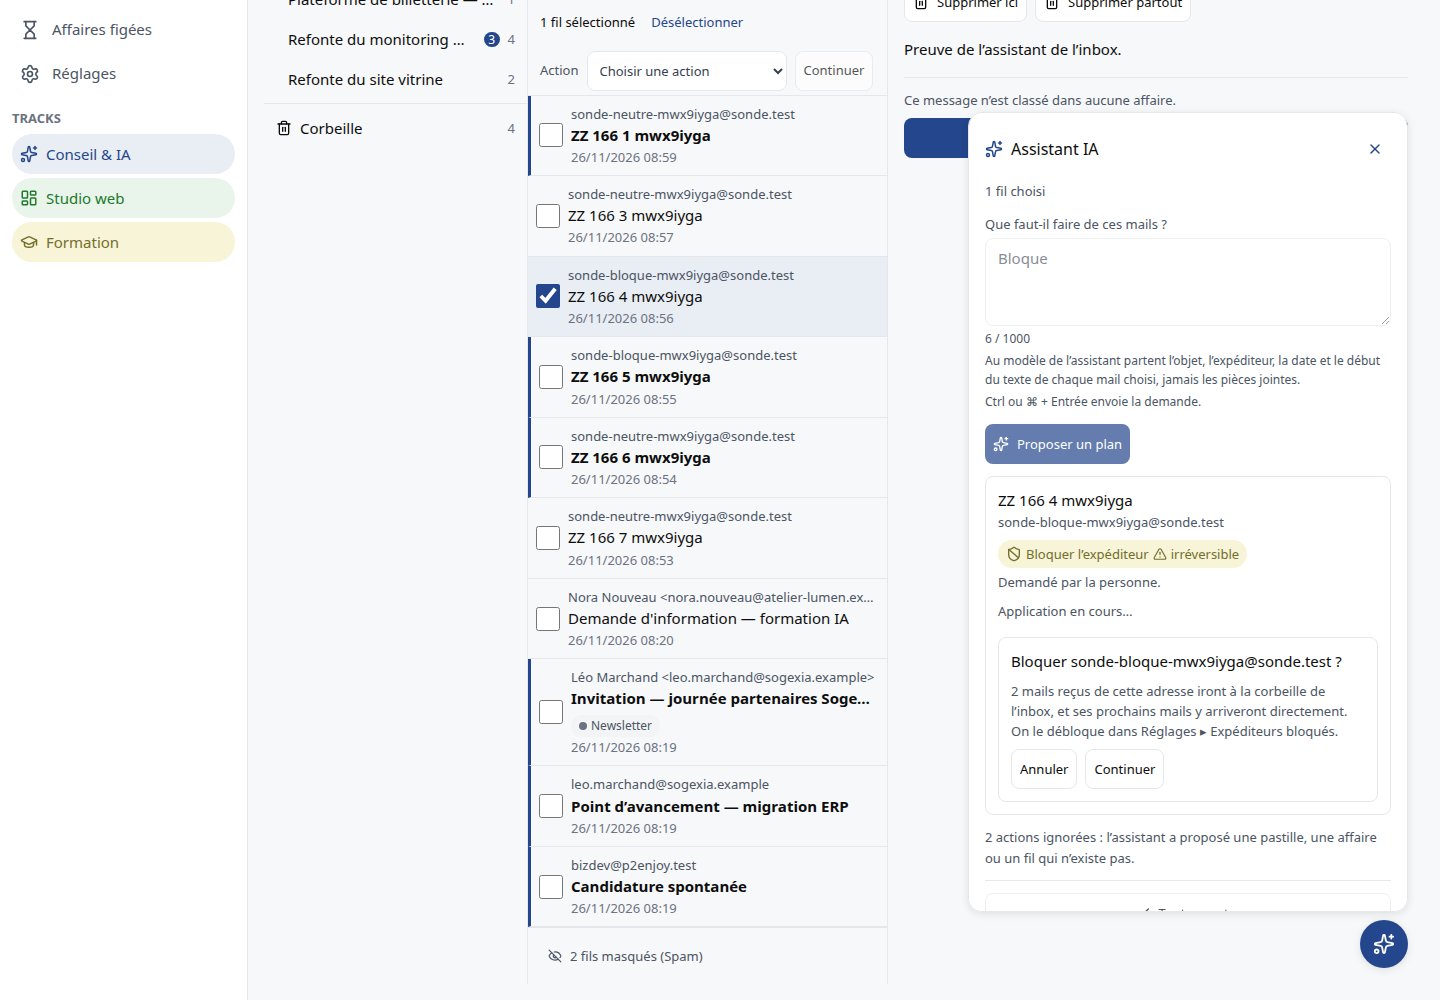 Affaires figées
Réglages
TRACKS
Conseil & IA
Studio web
Formation
Plateforme de billetterie — ... 1
Refonte du monitoring ... 3 4
Refonte du site vitrine 2
Corbeille 4
1 fil sélectionné Désélectionner
Action Choisir une action Continuer
sonde-neutre-mwx9iyga@sonde.test
ZZ 166 1 mwx9iyga
26/11/2026 08:59
sonde-neutre-mwx9iyga@sonde.test
ZZ 166 3 mwx9iyga
26/11/2026 08:57
sonde-bloque-mwx9iyga@sonde.test
ZZ 166 4 mwx9iyga
26/11/2026 08:56
sonde-bloque-mwx9iyga@sonde.test
ZZ 166 5 mwx9iyga
26/11/2026 08:55
sonde-neutre-mwx9iyga@sonde.test
ZZ 166 6 mwx9iyga
26/11/2026 08:54
sonde-neutre-mwx9iyga@sonde.test
ZZ 166 7 mwx9iyga
26/11/2026 08:53
Nora Nouveau <nora.nouveau@atelier-lumen.ex...
Demande d'information — formation IA
26/11/2026 08:20
Léo Marchand <leo.marchand@sogexia.example>
Invitation — journée partenaires Soge...
Newsletter
26/11/2026 08:19
leo.marchand@sogexia.example
Point d’avancement — migration ERP
26/11/2026 08:19
bizdev@p2enjoy.test
Candidature spontanée
26/11/2026 08:19
2 fils masqués (Spam)
Supprimer ici Supprimer partout
Preuve de l’assistant de l’inbox.
Ce message n’est classé dans aucune affaire.
Assistant IA
1 fil choisi
Que faut-il faire de ces mails ?
Bloque
6 / 1000
Au modèle de l’assistant partent l’objet, l’expéditeur, la date et le début
du texte de chaque mail choisi, jamais les pièces jointes.
Ctrl ou ⌘ + Entrée envoie la demande.
Proposer un plan
ZZ 166 4 mwx9iyga
sonde-bloque-mwx9iyga@sonde.test
Bloquer l’expéditeur irréversible
Demandé par la personne.
Application en cours...
Bloquer sonde-bloque-mwx9iyga@sonde.test ?
2 mails reçus de cette adresse iront à la corbeille de
l’inbox, et ses prochains mails y arriveront directement.
On le débloque dans Réglages ▸ Expéditeurs bloqués.
Annuler Continuer
2 actions ignorées : l’assistant a proposé une pastille, une affaire
ou un fil qui n’existe pas.